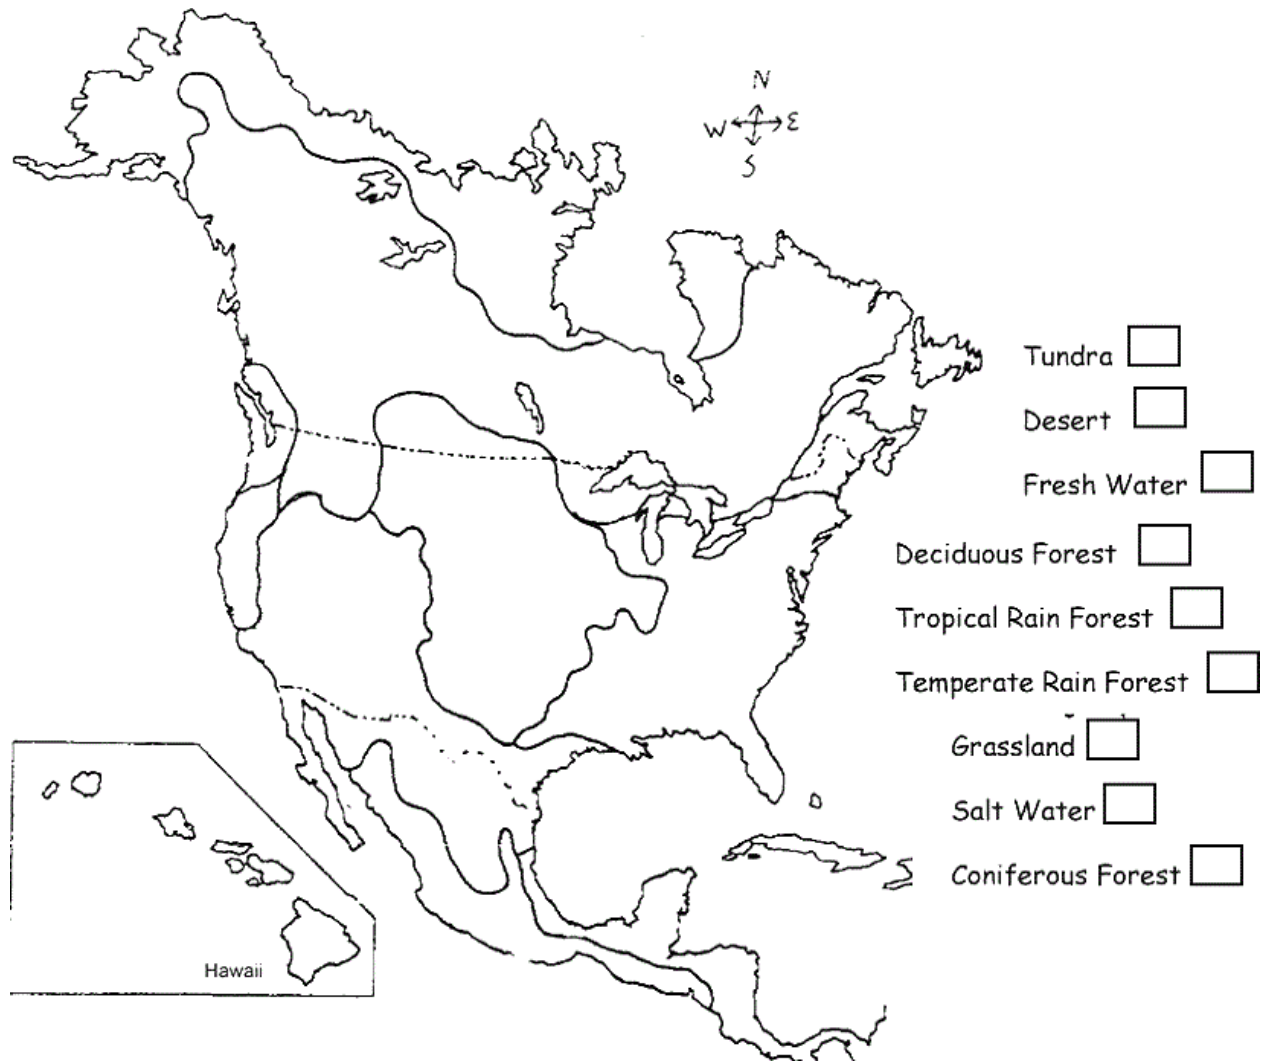 N
W E
S
Tundra
Desert
Fresh Water
Deciduous Forest
Tropical Rain Forest
Temperate Rain Forest
Grassland
Salt Water
Coniferous Forest
Hawaii